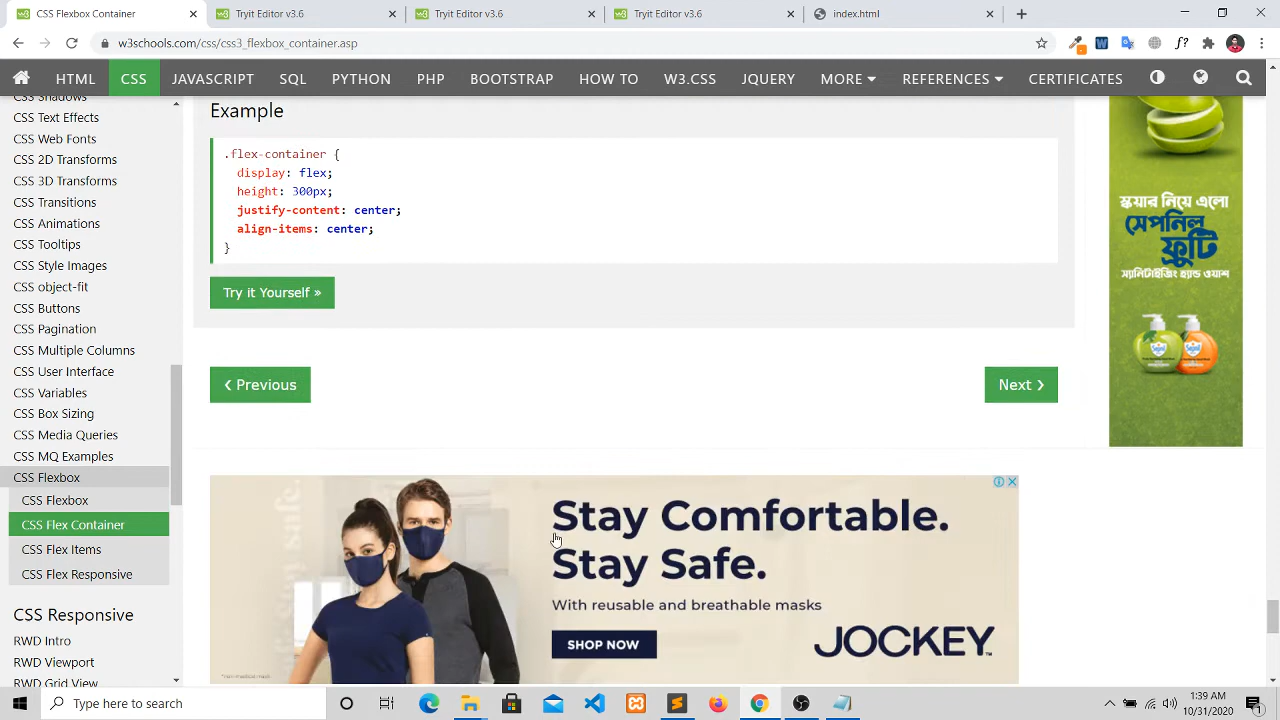 CSS Flex Container
Tryit Editor v3.6
Tryit Editor v3.6
Tryit Editor v3.6
index.html
w3schools.com/css/css3_flexbox_container.asp
HTML
CSS
JAVASCRIPT
SQL
PYTHON
PHP
BOOTSTRAP
HOW TO
W3.CSS
JQUERY
MORE
REFERENCES
CERTIFICATES
CSS Shadows
CSS Text Effects
CSS Web Fonts
CSS 2D Transforms
CSS 3D Transforms
CSS Transitions
CSS Animations
CSS Tooltips
CSS Style Images
CSS object-fit
CSS Buttons
CSS Pagination
CSS Multiple Columns
CSS User Interface
CSS Variables
CSS Box Sizing
CSS Media Queries
CSS MQ Examples
CSS Flexbox
CSS Flexbox
CSS Flex Container
CSS Flex Items
CSS Flex Responsive
CSS Responsive
RWD Intro
RWD Viewport
RWD Grid View
Example
.flex-container {
display: flex;
height: 300px;
justify-content: center;
align-items: center;
}
Try it Yourself »
❮ Previous
Next ❯
স্কয়ার নিয়ে এলো
সেপনিল
ফ্রুটি
স্যানিটাইজিং হ্যান্ড ওয়াশ
Stay Comfortable.
Stay Safe.
With reusable and breathable masks
SHOP NOW
JOCKEY™
Type here to search
1:39 AM
10/31/2020